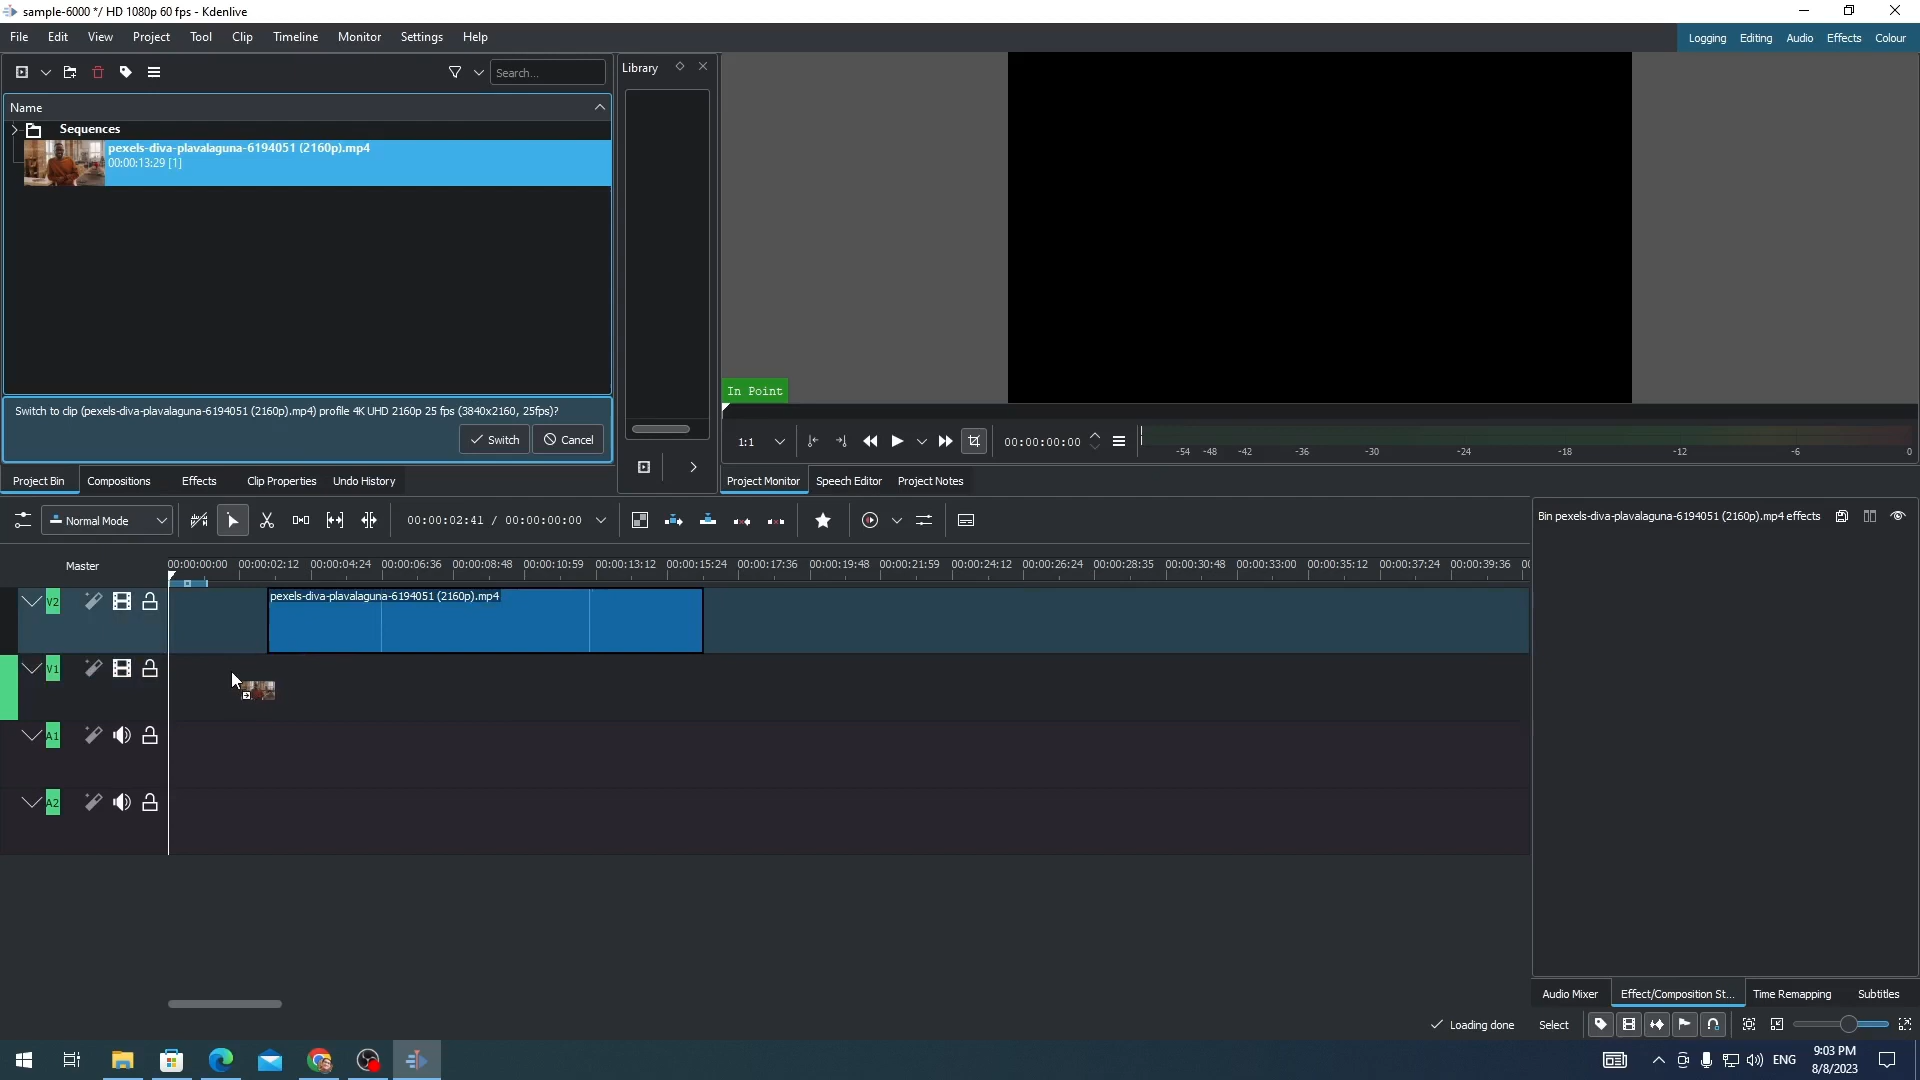 sample-6000 */ HD 1080p 60 fps - Kdenlive
File Edit View Project Tool Clip Timeline Monitor Settings Help
Logging Editing Audio Effects Colour
Search...
Library
Name
Sequences
pexels-diva-plavalaguna-6194051 (2160p).mp4
00:00:13:29 [1]
In Point
Switch to clip (pexels-diva-plavalaguna-6194051 (2160p).mp4) profile 4K UHD 2160p 25 fps (3840x2160, 25fps)?
Switch Cancel
1:1 00:00:00:00
-54 -48 -42 -36 -30 -24 -18 -12 -6 0
Project Bin Compositions Effects Clip Properties Undo History
Project Monitor Speech Editor Project Notes
Normal Mode 00:00:02:41 / 00:00:00:00
Bin pexels-diva-plavalaguna-6194051 (2160p).mp4 effects
Master
00:00:00:00 00:00:02:12 00:00:04:24 00:00:06:36 00:00:08:48 00:00:10:59 00:00:13:12 00:00:15:24 00:00:17:36 00:00:19:48 00:00:21:59 00:00:24:12 00:00:26:24 00:00:28:35 00:00:30:48 00:00:33:00 00:00:35:12 00:00:37:24 00:00:39:36
V2
pexels-diva-plavalaguna-6194051 (2160p).mp4
V1
A1
A2
Audio Mixer Effect/Composition St... Time Remapping Subtitles
Loading done Select
ENG
9:03 PM
8/8/2023